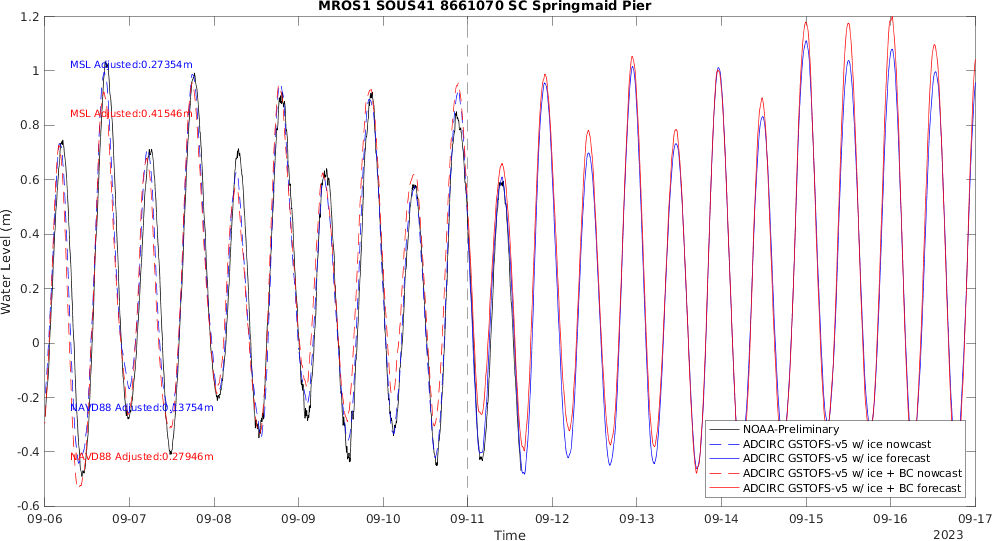 MROS1 SOUS41 8661070 SC Springmaid Pier
Water Level (m)
1.2
1
0.8
0.6
0.4
0.2
0
-0.2
-0.4
-0.6
MSL Adjusted:0.27354m
MSL Adjusted:0.41546m
NAVD88 Adjusted:0.13754m
NAVD88 Adjusted:0.27946m
NOAA-Preliminary
ADCIRC GSTOFS-v5 w/ ice nowcast
ADCIRC GSTOFS-v5 w/ ice forecast
ADCIRC GSTOFS-v5 w/ ice + BC nowcast
ADCIRC GSTOFS-v5 w/ ice + BC forecast
09-06 09-07 09-08 09-09 09-10 09-11 09-12 09-13 09-14 09-15 09-16 09-17
Time
2023